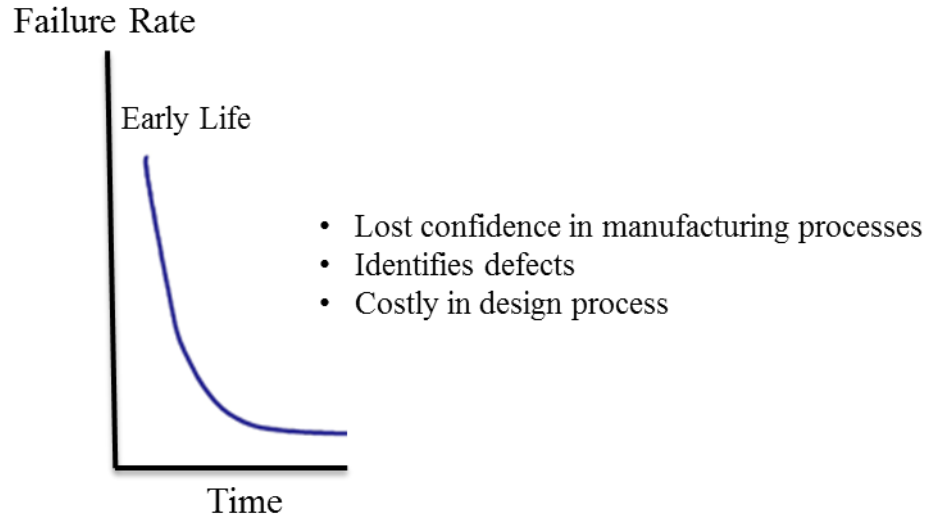 Failure Rate
Early Life
• Lost confidence in manufacturing processes
• Identifies defects
• Costly in design process
Time